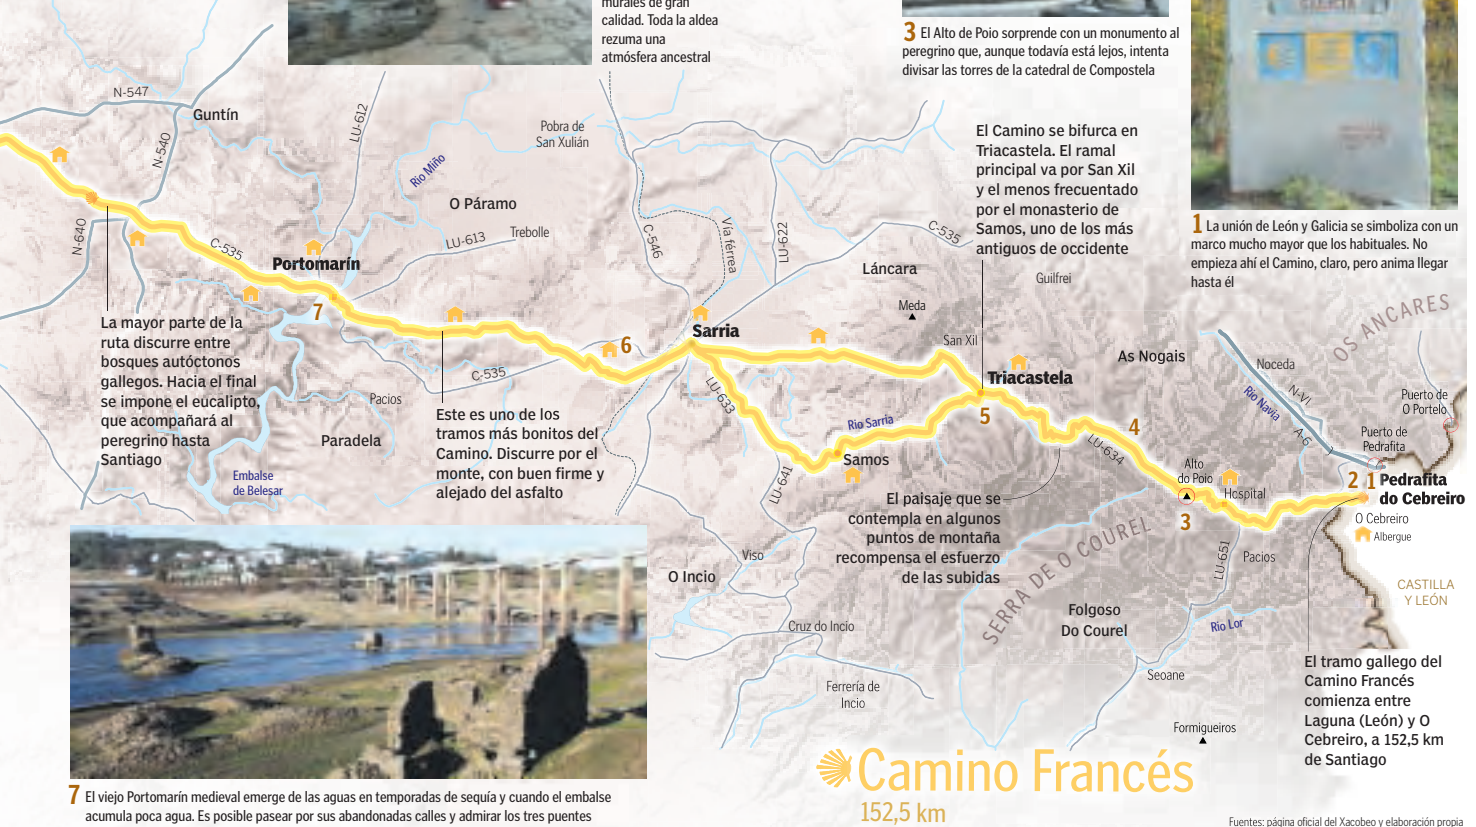 murales de gran
calidad. Toda la aldea
rezuma una
atmósfera ancestral
3 El Alto de Poio sorprende con un monumento al
peregrino que, aunque todavía está lejos, intenta
divisar las torres de la catedral de Compostela
GALICIA
1 La unión de León y Galicia se simboliza con un
marco mucho mayor que los habituales. No
empieza ahí el Camino, claro, pero anima llegar
hasta él
El Camino se bifurca en
Triacastela. El ramal
principal va por San Xil
y el menos frecuentado
por el monasterio de
Samos, uno de los más
antiguos de occidente
N-547
Guntín
N-540
LU-612
Pobra de
San Xulián
Rio Miño
O Páramo
LU-613
Trebolle
N-640
C-535
Portomarín
7
C-546
Vía férrea
LU-622
C-535
Láncara
Guilfrei
Meda
OS ANCARES
La mayor parte de la
ruta discurre entre
bosques autóctonos
gallegos. Hacia el final
se impone el eucalipto,
que acompañará al
peregrino hasta
Santiago
Sarria
6
San Xil
As Nogais
Noceda
N-VI
Rio Navia
A-6
Puerto de
O Portelo
Puerto de
Pedrafita
C-535
Pacios
Paradela
Embalse
de Belesar
Este es uno de los
tramos más bonitos del
Camino. Discurre por el
monte, con buen firme y
alejado del asfalto
LU-633
Triacastela
5
4
Rio Sarria
Samos
LU-641
LU-634
Alto
do Poio
Hospital
3
2
1
Pedrafita
do Cebreiro
O Cebreiro
Albergue
El paisaje que se
contempla en algunos
puntos de montaña
recompensa el esfuerzo
de las subidas
SERRA DE O COUREL
LU-651
Pacios
CASTILLA
Y LEÓN
Viso
O Incio
Cruz do Incio
Folgoso
Do Courel
Rio Lor
Seoane
Ferrería de
Incio
Formigueiros
El tramo gallego del
Camino Francés
comienza entre
Laguna (León) y O
Cebreiro, a 152,5 km
de Santiago
Camino Francés
152,5 km
7 El viejo Portomarín medieval emerge de las aguas en temporadas de sequía y cuando el embalse
acumula poca agua. Es posible pasear por sus abandonadas calles y admirar los tres puentes
Fuentes: página oficial del Xacobeo y elaboración propia